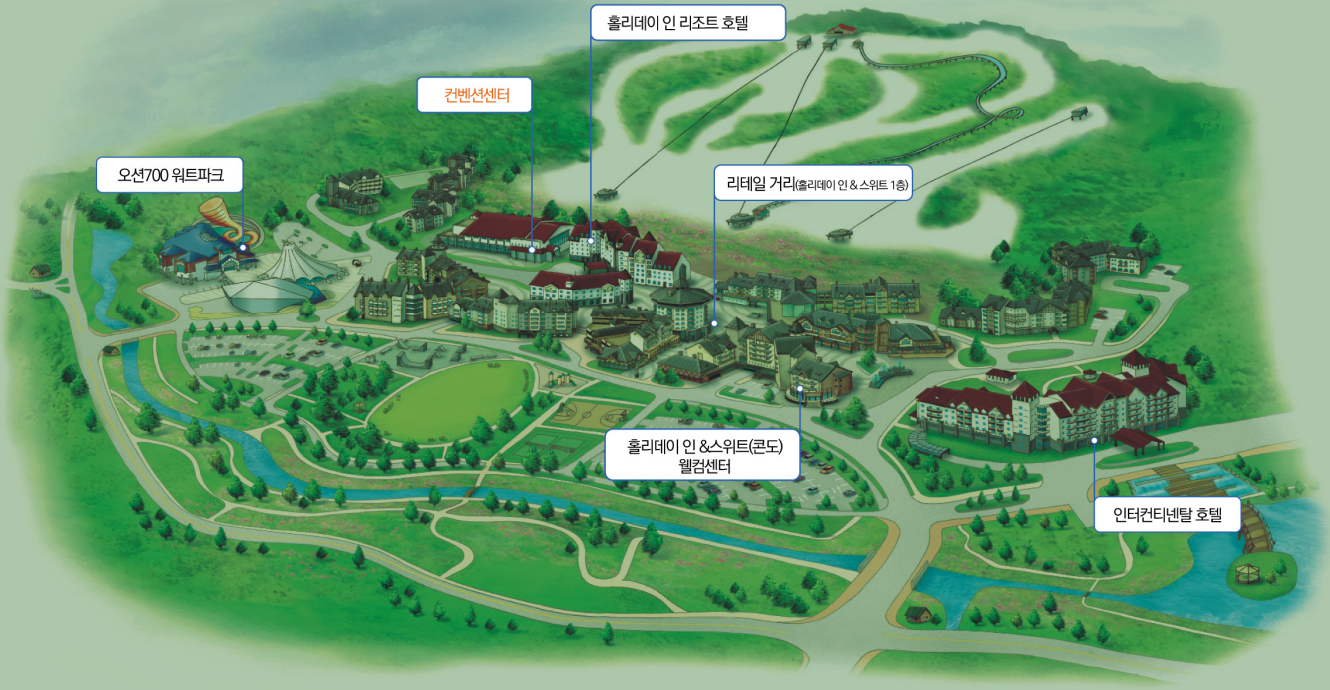 홀리데이 인 리조트 호텔
컨벤션센터
오션700 워트파크
리테일 거리(홀리데이 인 & 스위트 1층)
홀리데이 인 &스위트(콘도)
웰컴센터
인터컨티넨탈 호텔